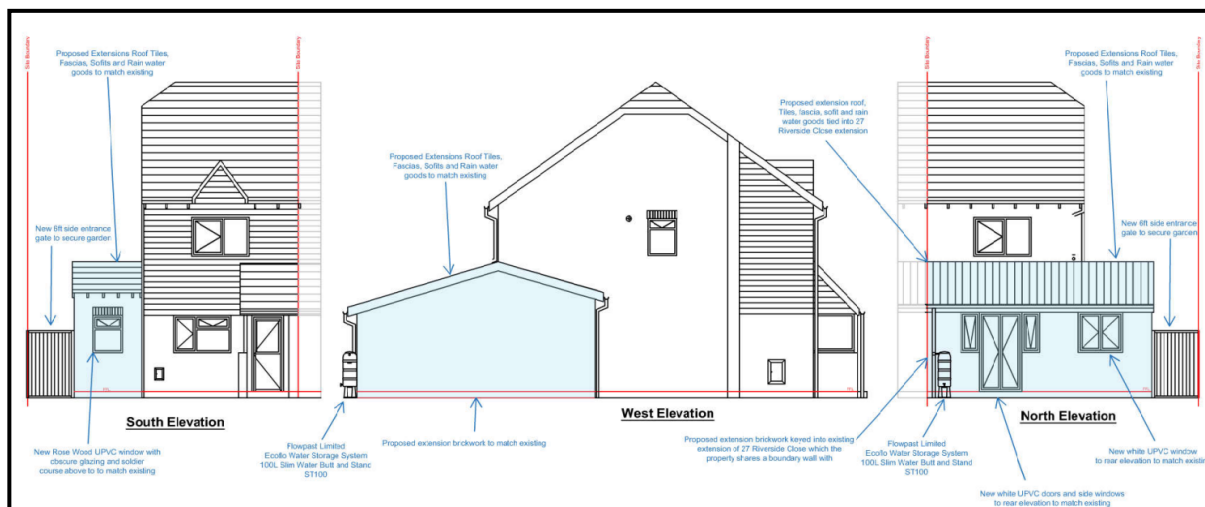 Site Boundary
Site Boundary
Proposed Extensions Roof Tiles,
Fascias, Sofits and Rain water
goods to match existing
New 6ft side entrance
gate to secure garden
FFL
South Elevation
New Rose Wood UPVC window with
obscure glazing and soldier
course above to to match existing
Proposed Extensions Roof Tiles,
Fascias, Sofits and Rain water
goods to match existing
Flowpast Limited
Ecoflo Water Storage System
100L Slim Water Butt and Stand
ST100
Proposed extension brickwork to match existing
West Elevation
FFL
Site Boundary
Site Boundary
Proposed extension roof,
Tiles, fascia, sofit and rain
water goods tied into 27
Riverside Close extension
Proposed Extensions Roof Tiles,
Fascias, Sofits and Rain water
goods to match existing
New 6ft side entrance
gate to secure garden
FFL
North Elevation
Proposed extension brickwork keyed into existing
extension of 27 Riverside Close which the
property shares a boundary wall with
Flowpast Limited
Ecoflo Water Storage System
100L Slim Water Butt and Stand
ST100
New white UPVC doors and side windows
to rear elevation to match existing
New white UPVC window
to rear elevation to match existing